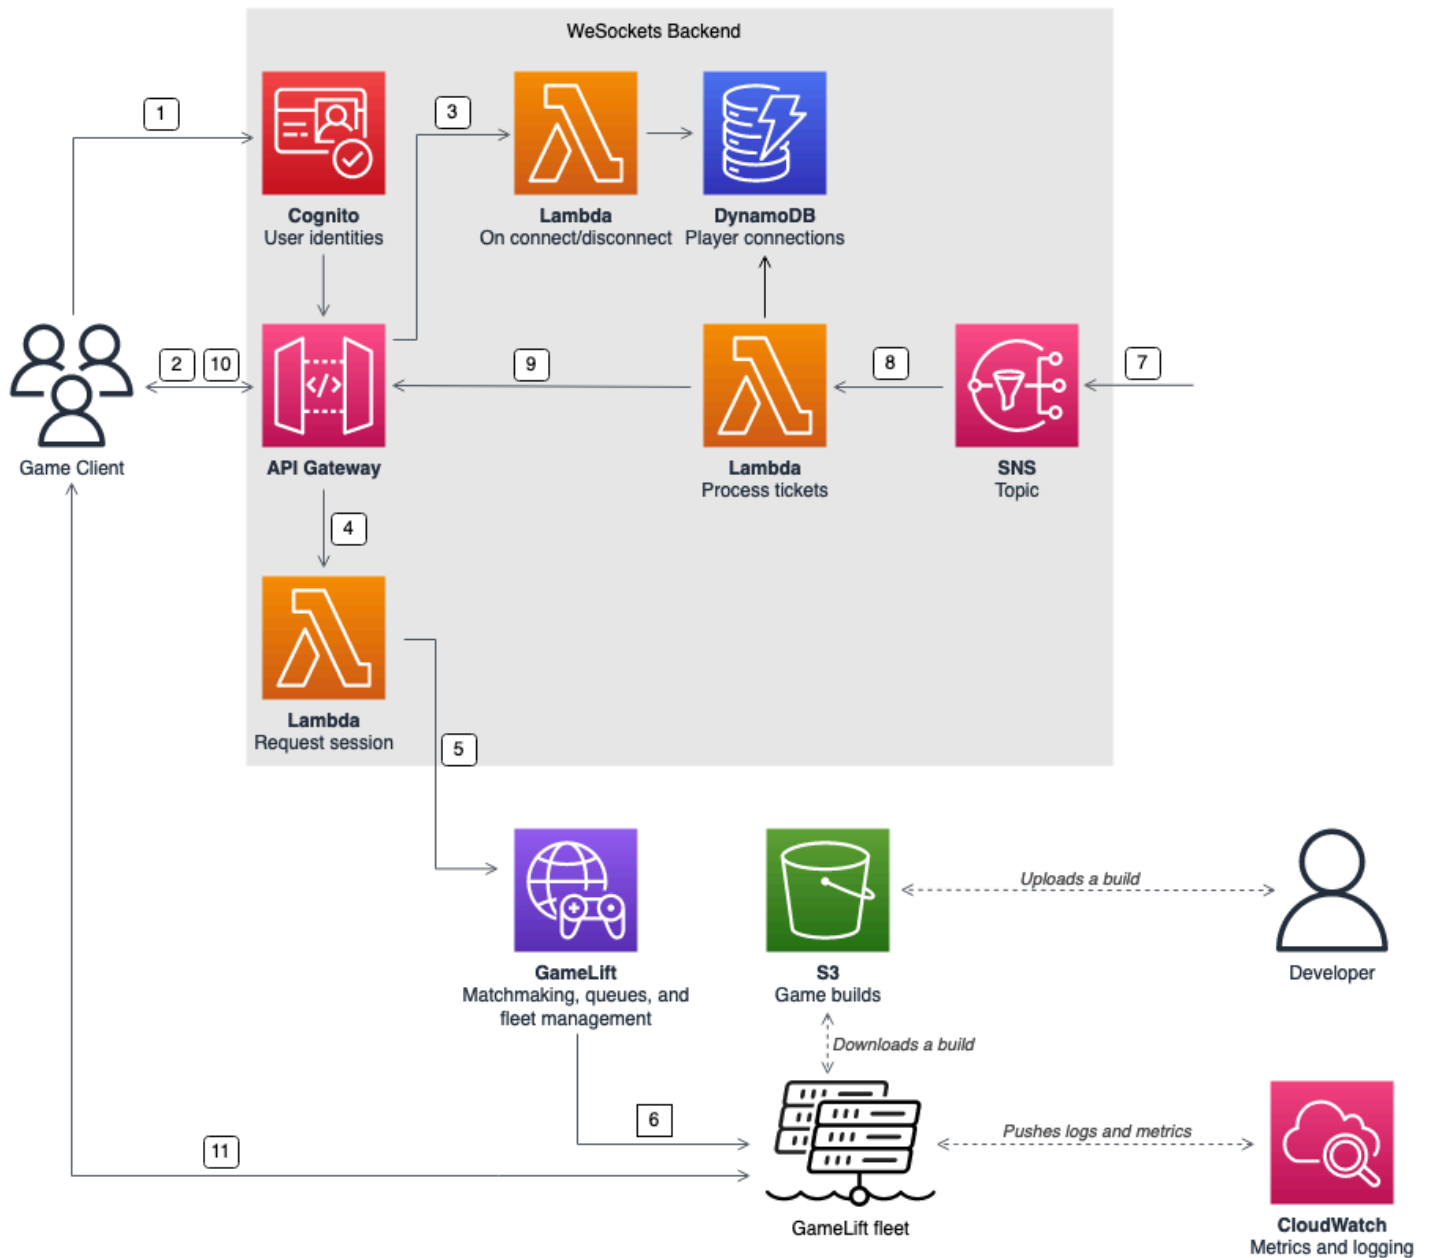 WeSockets Backend
1
3
Cognito
User identities
Lambda
On connect/disconnect
DynamoDB
Player connections
2
10
9
8
7
Game Client
API Gateway
Lambda
Process tickets
SNS
Topic
4
Lambda
Request session
5
GameLift
Matchmaking, queues, and
fleet management
S3
Game builds
Uploads a build
Developer
Downloads a build
6
11
Pushes logs and metrics
GameLift fleet
CloudWatch
Metrics and logging